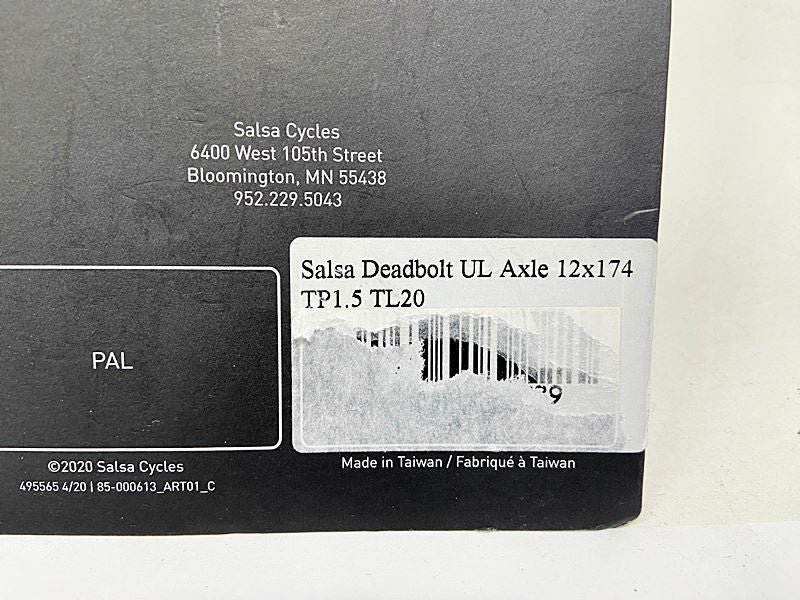 Salsa Cycles
6400 West 105th Street
Bloomington, MN 55438
952.229.5043
Salsa Deadbolt UL Axle 12x174
TP1.5 TL20
PAL
©2020 Salsa Cycles
495565 4/20 | 85-000613_ART01_C
Made in Taiwan / Fabriqué à Taiwan